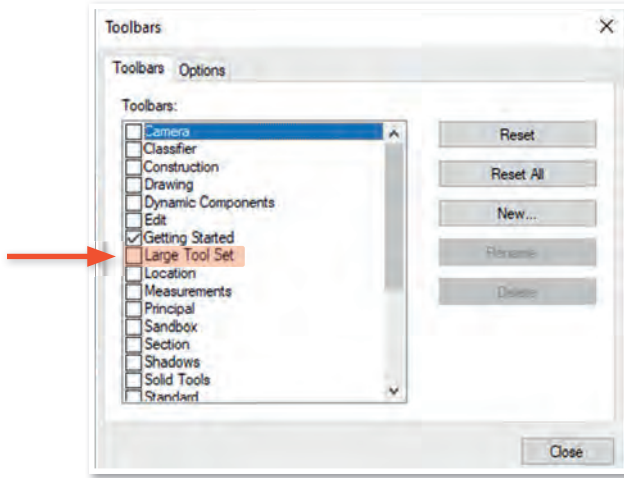 Toolbars
Toolbars Options
Toolbars:
Camera
Classifier
Construction
Drawing
Dynamic Components
Edit
Getting Started
Large Tool Set
Location
Measurements
Principal
Sandbox
Section
Shadows
Solid Tools
Standard
Reset
Reset All
New...
Rename...
Delete
Close